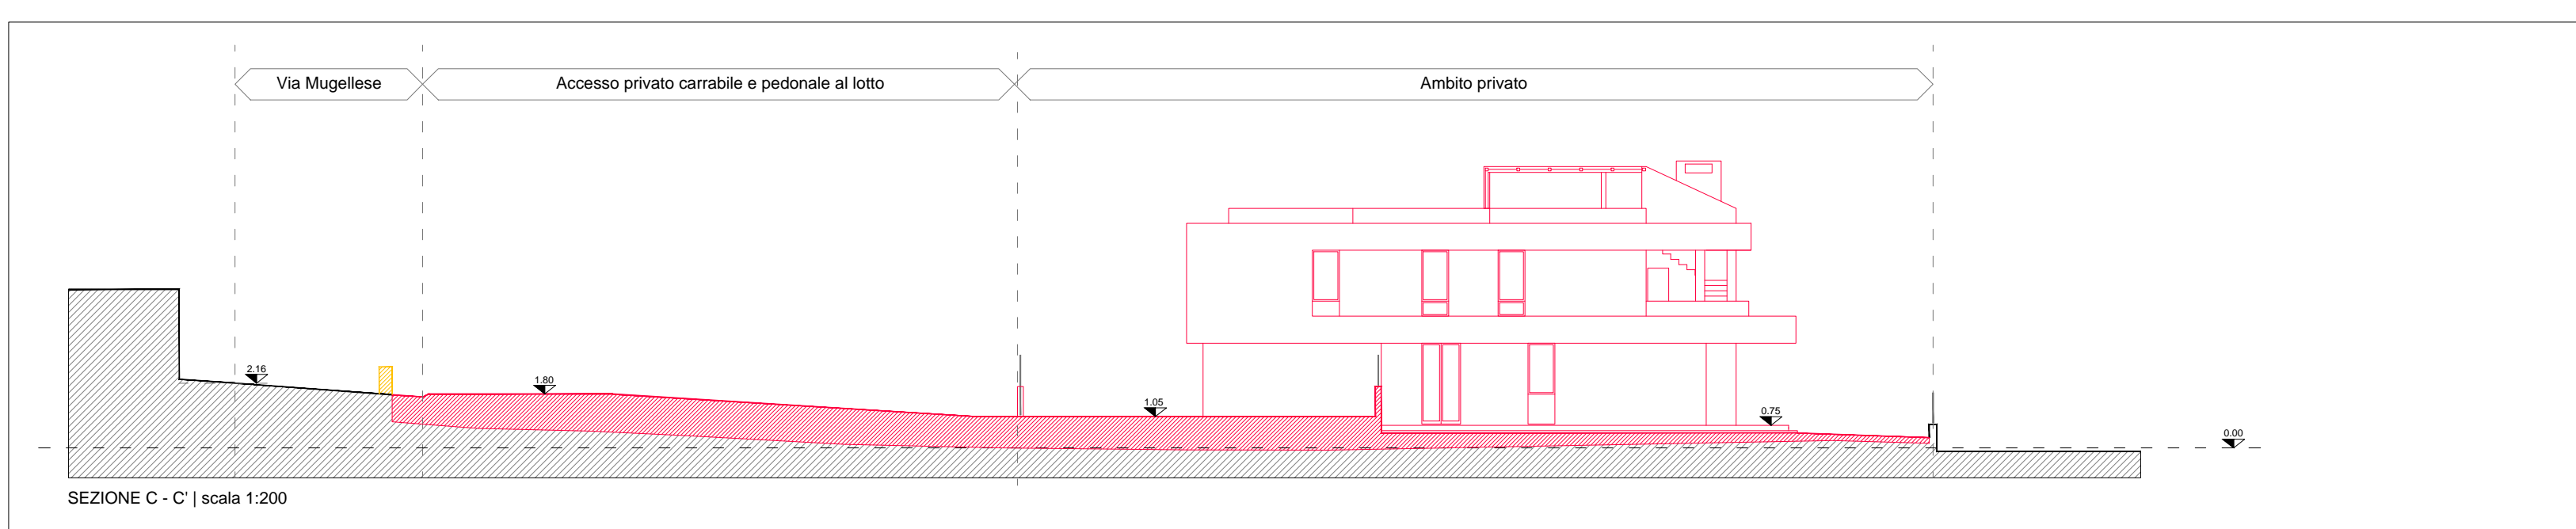 Via Mugellese
Accesso privato carrabile e pedonale al lotto
Ambito privato
2.16
1.80
1.05
0.75
0.00
SEZIONE C - C' | scala 1:200